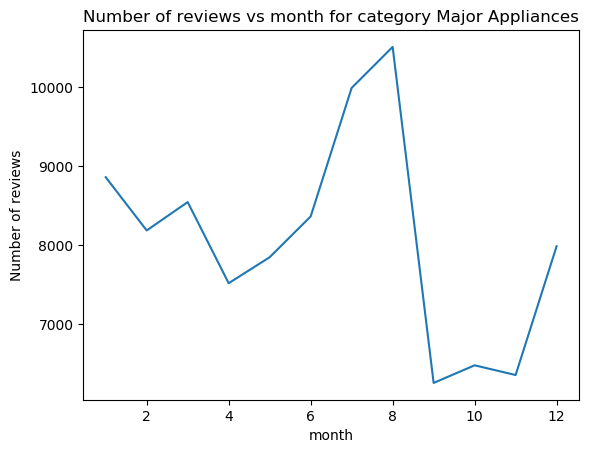 Number of reviews vs month for category Major Appliances
Number of reviews
10000
9000
8000
7000
2 4 6 8 10 12
month